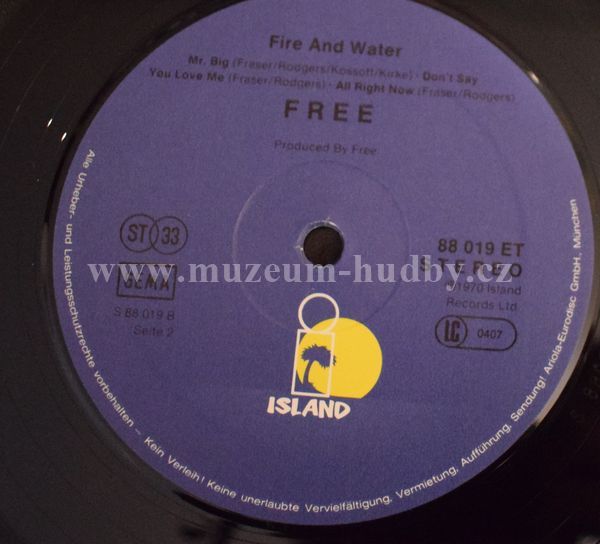 Fire And Water
Mr. Big (Fraser/Rodgers/Kossoff/Kirke) · Don't Say
You Love Me (Fraser/Rodgers) · All Right Now (Fraser/Rodgers)
FREE
Produced By Free
ST 33
88 019 ET
STEREO
GEMA
℗1970 Island
Records Ltd.
S 88 019 B
Seite 2
LC 0407
www.muzeum-hudby.cz
ISLAND
Alle Urheber- und Leistungsschutzrechte vorbehalten – Kein Verleih! Keine unerlaubte Vervielfältigung, Vermietung, Aufführung, Sendung! Ariola-Eurodisc GmbH, München